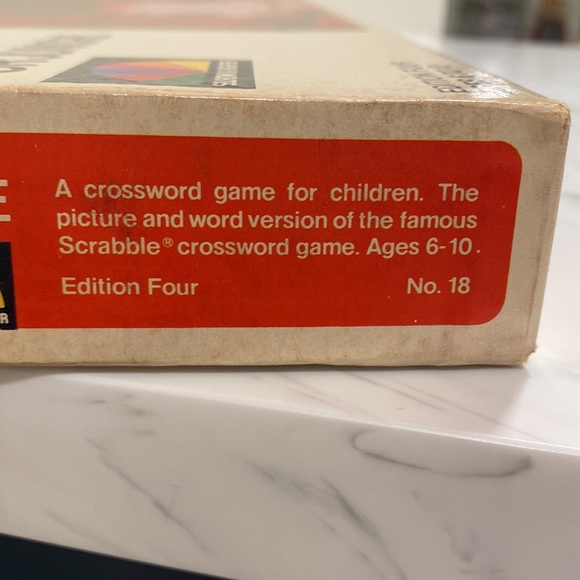 A crossword game for children. The
picture and word version of the famous
Scrabble® crossword game. Ages 6-10.
Edition Four No. 18